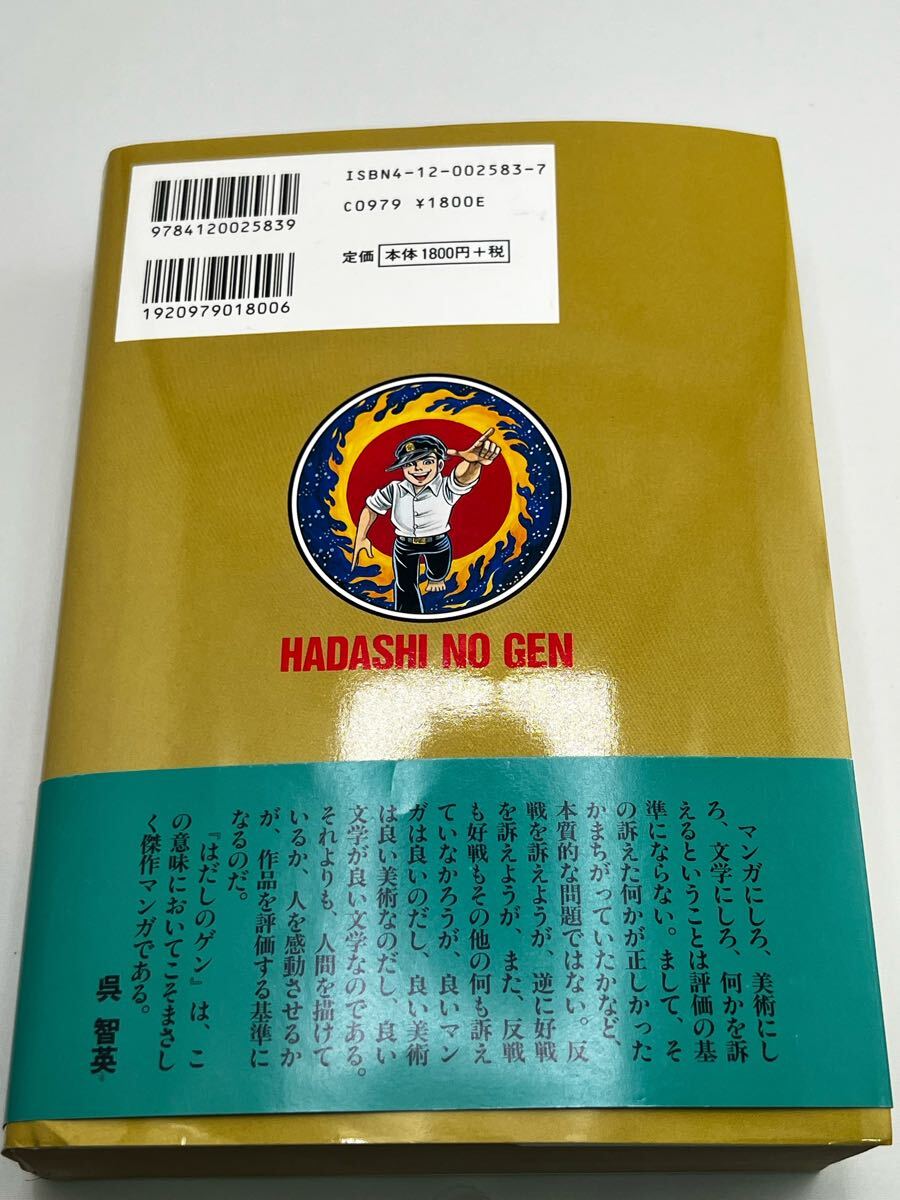 ISBN4-12-002583-7
C0979 ¥1800E
定価 本体1800円+税
9784120025839
1920979018006
HADASHI NO GEN
マンガにしろ、美術にし
ろ、文学にしろ、何かを訴
えるということは評価の基
準にならない。まして、そ
の訴えた何かが正しかった
かまちがっていたかなど、
本質的な問題ではない。反
戦を訴えようが、逆に好戦
を訴えようが、また、反戦
も好戦もその他の何も訴え
ていなかろうが、良いマン
ガは良いのだし、良い美術
は良い美術なのだし、良い
文学が良い文学なのである。
それよりも、人間を描けて
いるか、人を感動させるか
が、作品を評価する基準に
なるのだ。
『はだしのゲン』は、こ
の意味においてこそまさし
く傑作マンガである。
呉 智英